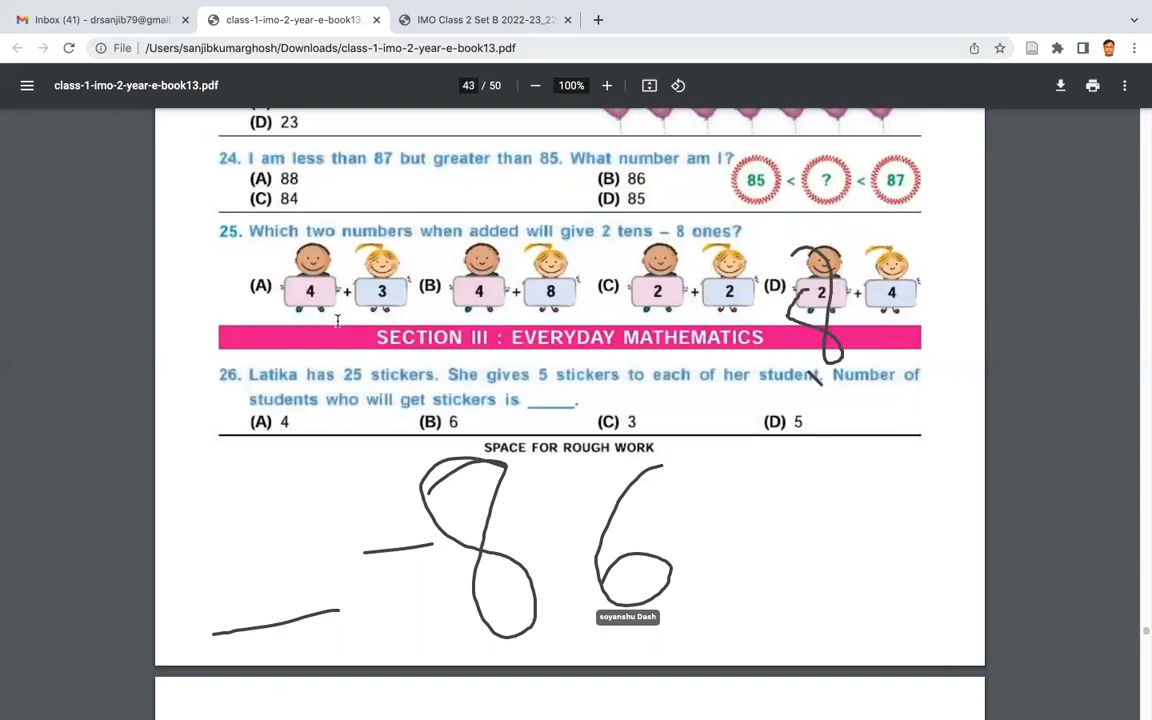 Inbox (41) - drsanjib79@gmail.
class-1-imo-2-year-e-book13.
IMO Class 2 Set B 2022-23_22
File /Users/sanjibkumarghosh/Downloads/class-1-imo-2-year-e-book13.pdf
class-1-imo-2-year-e-book13.pdf
43 / 50
100%
(D) 23
24. I am less than 87 but greater than 85. What number am I?
(A) 88
(B) 86
(C) 84
(D) 85
85 < ? < 87
25. Which two numbers when added will give 2 tens – 8 ones?
(A) 4 + 3 (B) 4 + 8 (C) 2 + 2 (D) 2 + 4
8
SECTION III : EVERYDAY MATHEMATICS
26. Latika has 25 stickers. She gives 5 stickers to each of her student. Number of
students who will get stickers is _____.
(A) 4 (B) 6 (C) 3 (D) 5
SPACE FOR ROUGH WORK
86
soyanshu Dash